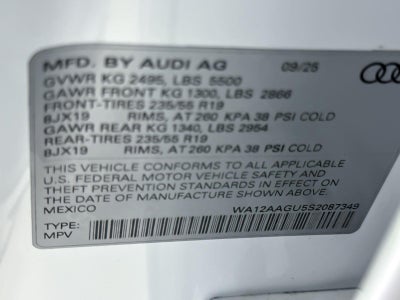 MFD. BY AUDI AG 09/25
GVWR KG 2495, LBS 5500
GAWR FRONT KG 1300, LBS 2866
FRONT-TIRES 235/55 R19
8JX19 RIMS, AT 260 KPA 38 PSI COLD
GAWR REAR KG 1340, LBS 2954
REAR-TIRES 235/55 R19
8JX19 RIMS, AT 260 KPA 38 PSI COLD
THIS VEHICLE CONFORMS TO ALL APPLICABLE
U.S. FEDERAL MOTOR VEHICLE SAFETY AND
THEFT PREVENTION STANDARDS IN EFFECT ON
THE DATE OF MANUFACTURE SHOWN ABOVE.
MEXICO WA12AAGU5S2087349
TYPE:
MPV